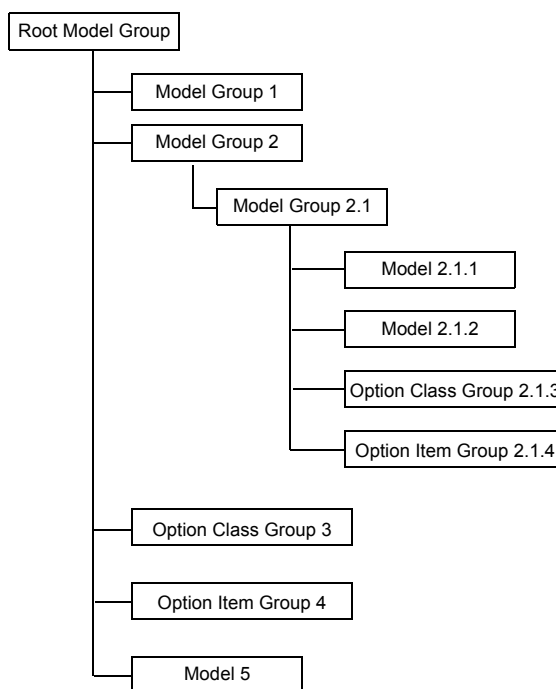 Root Model Group
Model Group 1
Model Group 2
Model Group 2.1
Model 2.1.1
Model 2.1.2
Option Class Group 2.1.3
Option Item Group 2.1.4
Option Class Group 3
Option Item Group 4
Model 5